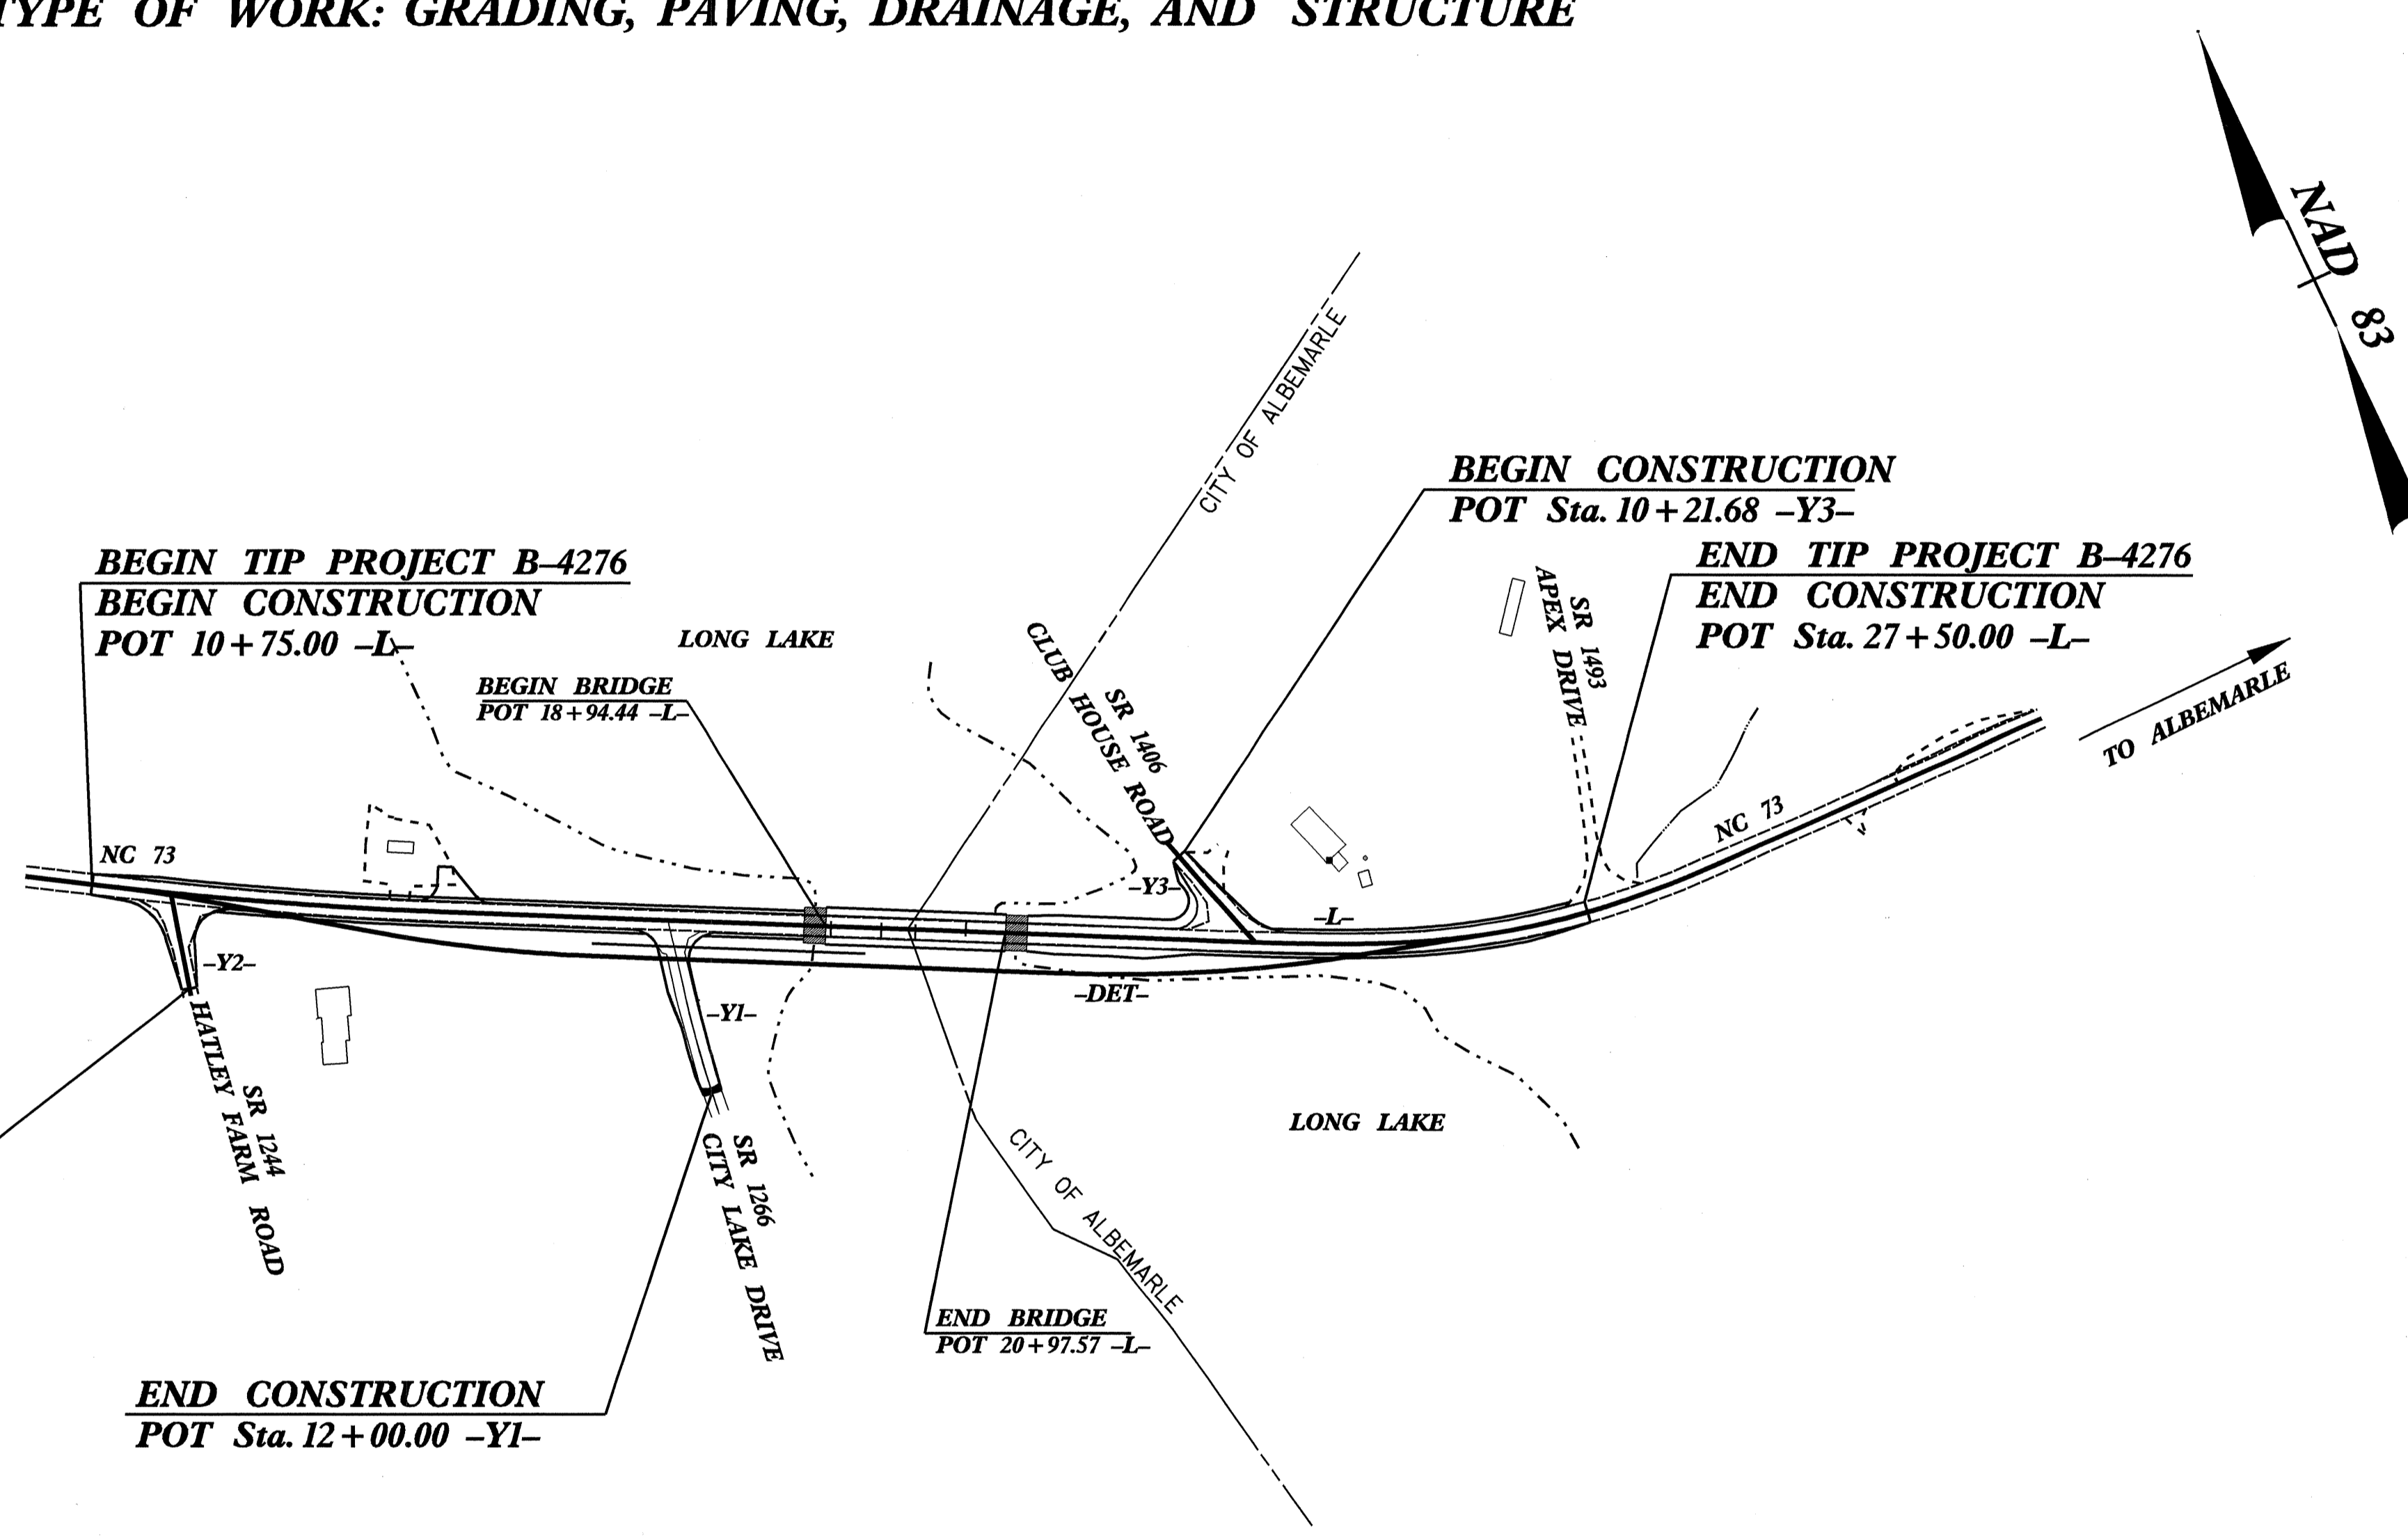 TYPE OF WORK: GRADING, PAVING, DRAINAGE, AND STRUCTURE
NAD 83
CITY OF ALBEMARLE
BEGIN CONSTRUCTION
POT Sta. 10+21.68 -Y3-
BEGIN TIP PROJECT B-4276
BEGIN CONSTRUCTION
POT 10+75.00 -L-
END TIP PROJECT B-4276
END CONSTRUCTION
POT Sta. 27+50.00 -L-
LONG LAKE
BEGIN BRIDGE
POT 18+94.44 -L-
SR 1406
CLUB HOUSE ROAD
SR 1493
APEX DRIVE
TO ALBEMARLE
NC 73
NC 73
-Y3-
-L-
-Y2-
-DET-
-Y1-
SR 1244
HATLEY FARM ROAD
SR 1266
CITY LAKE DRIVE
LONG LAKE
CITY OF ALBEMARLE
END BRIDGE
POT 20+97.57 -L-
END CONSTRUCTION
POT Sta. 12+00.00 -Y1-